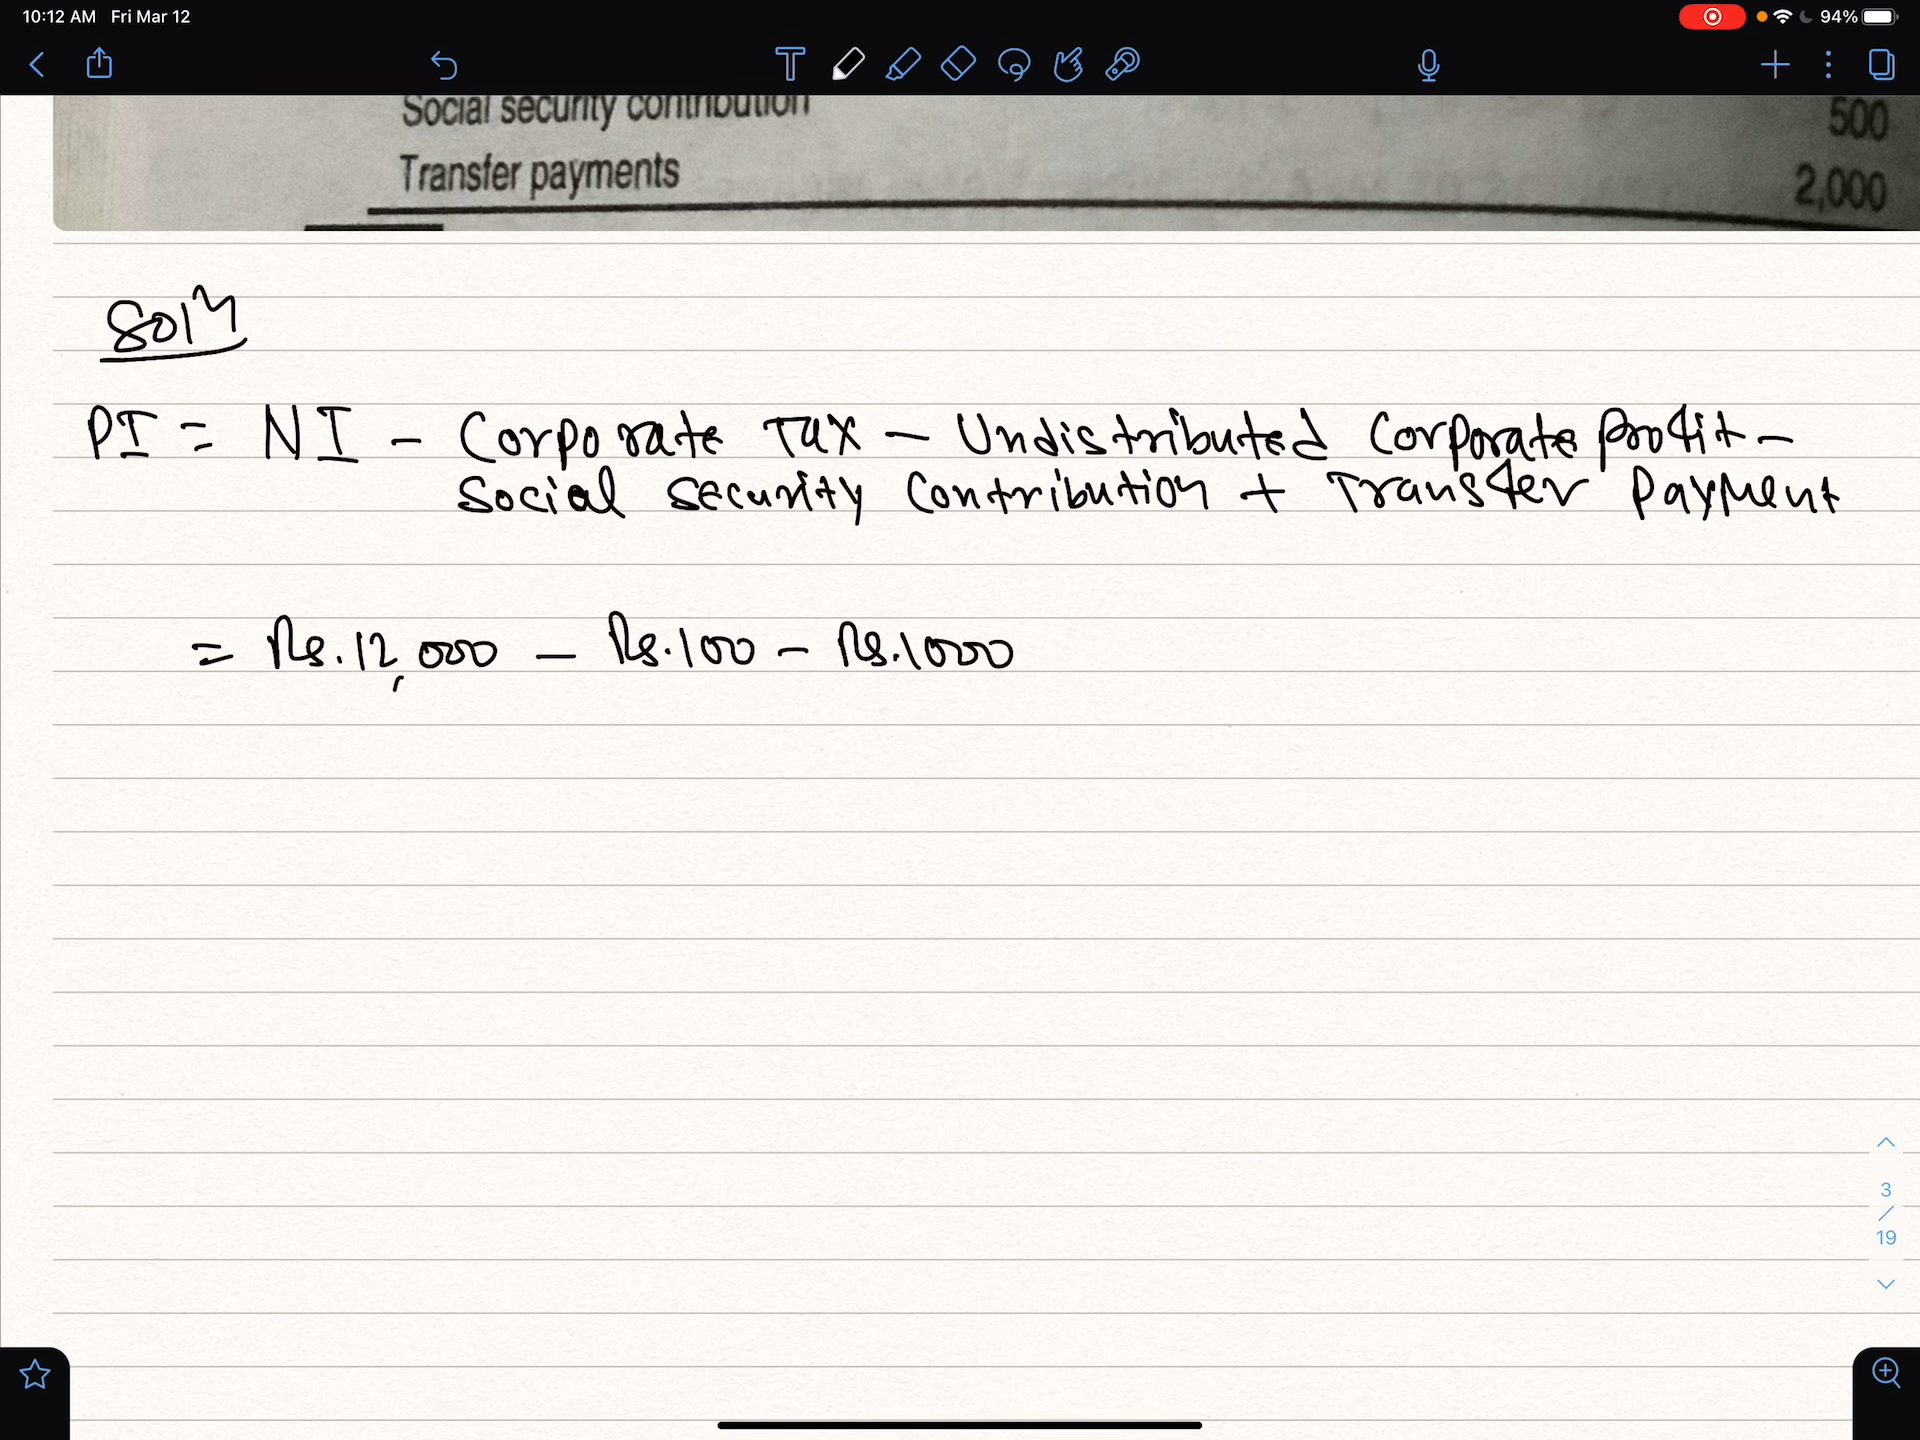 10:12 AM Fri Mar 12 94%
Social security contribution 500
Transfer payments 2,000
Solⁿ
PI = NI - Corporate Tax - Undistributed Corporate Profit -
Social Security Contribution + Transfer Payment
= Rs.12,000 - Rs.100 - Rs.1000
3
/
19